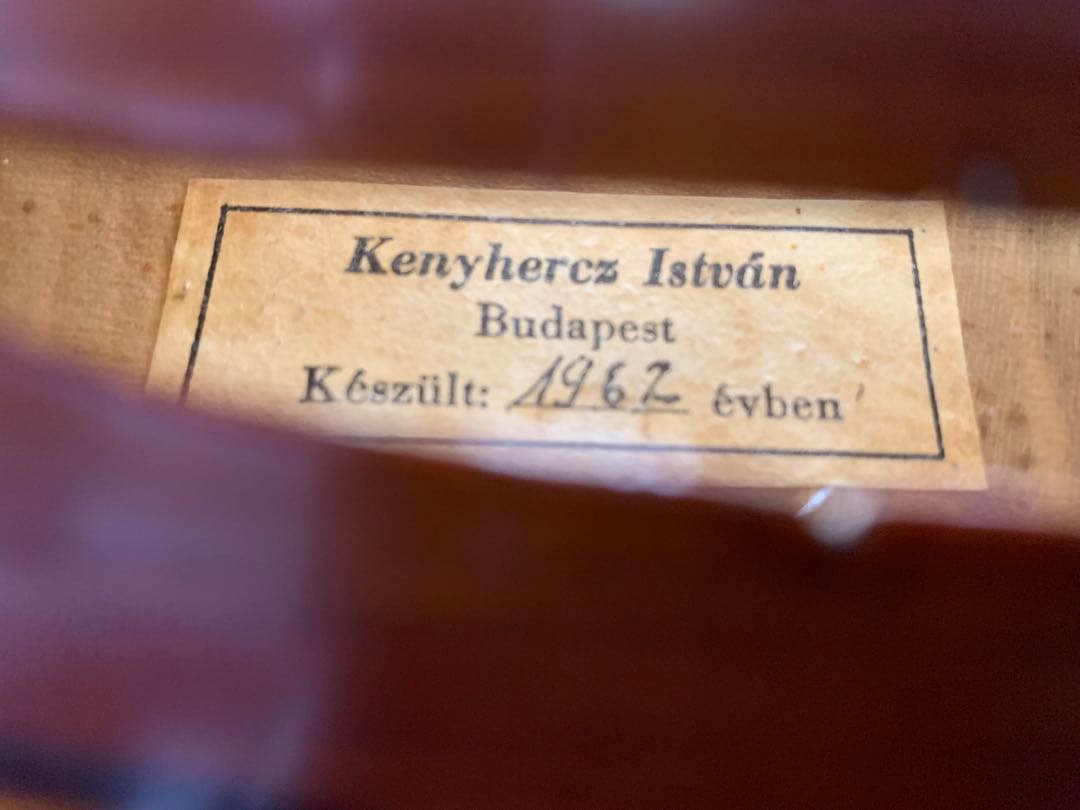 Kenyhercz István
Budapest
Készült: 1962 évben